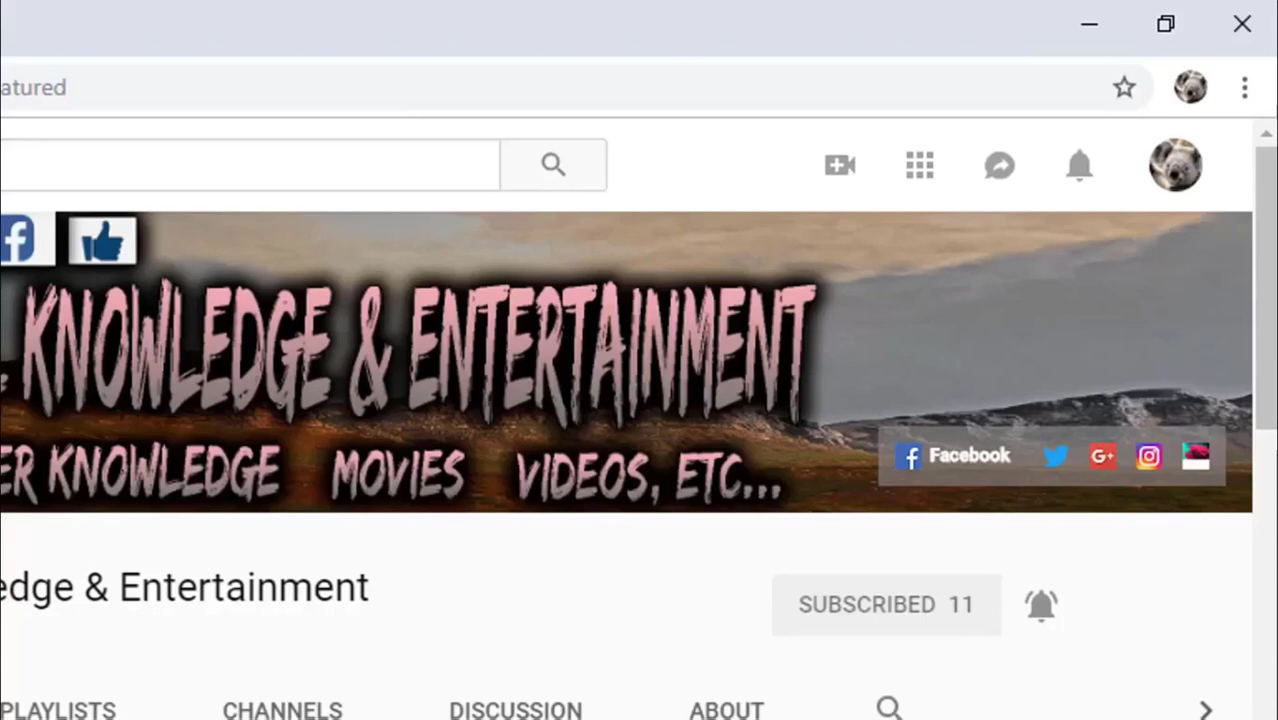 atured
KNOWLEDGE & ENTERTAINMENT
ER KNOWLEDGE MOVIES VIDEOS, ETC...
Facebook
edge & Entertainment
SUBSCRIBED 11
PLAYLISTS CHANNELS DISCUSSION ABOUT